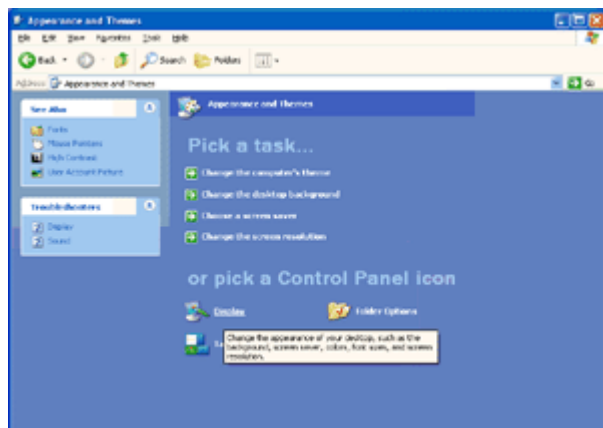 Appearance and Themes
File Edit View Favorites Tools Help
Back Search Folders
Address Appearance and Themes Go
See Also
Fonts
Mouse Pointers
High Contrast
User Account Picture
Troubleshooters
Display
Sound
Appearance and Themes
Pick a task...
Change the computer's theme
Change the desktop background
Choose a screen saver
Change the screen resolution
or pick a Control Panel icon
Display Folder Options
Change the appearance of your desktop, such as the
background, screen saver, colors, font sizes, and screen
resolution.